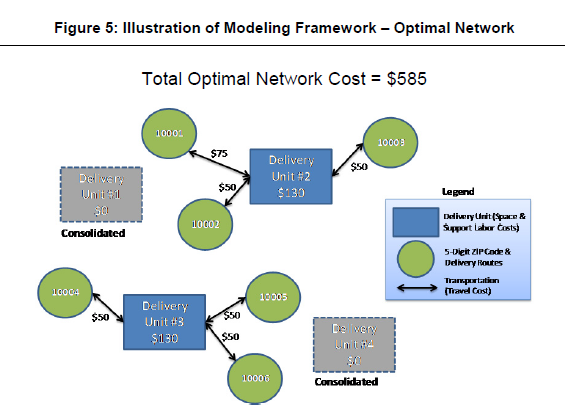 Figure 5: Illustration of Modeling Framework – Optimal Network
Total Optimal Network Cost = $585
10001
$75
Delivery
Unit #2
$130
10003
$50
Delivery
Unit #1
$0
Consolidated
$50
10002
Legend
Delivery Unit (Space &
Support Labor Costs)
5-Digit ZIP Code &
Delivery Routes
Transportation
(Travel Cost)
10004
$50
Delivery
Unit #3
$130
10005
$50
$50
10006
Delivery
Unit #4
$0
Consolidated